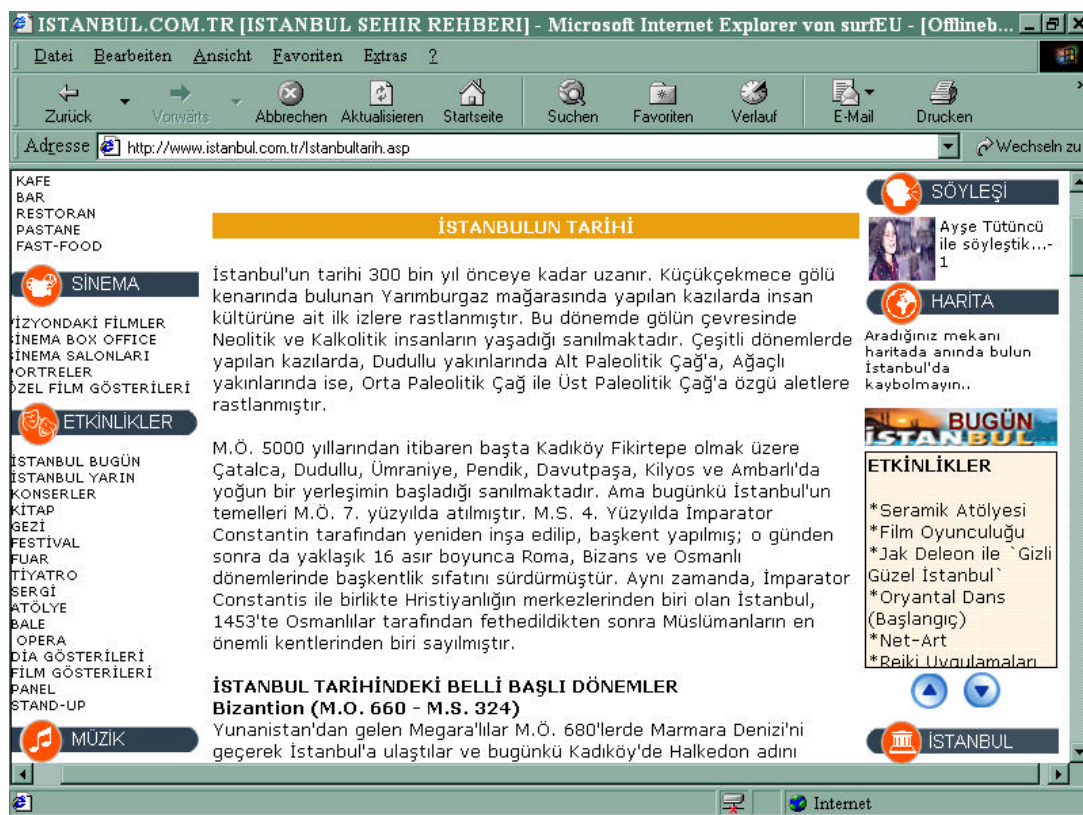 ISTANBUL.COM.TR [ISTANBUL SEHIR REHBERI] - Microsoft Internet Explorer von surfEU - [Offlineb...
Datei Bearbeiten Ansicht Favoriten Extras ?
Zurück Vorwärts Abbrechen Aktualisieren Startseite Suchen Favoriten Verlauf E-Mail Drucken
Adresse http://www.istanbul.com.tr/Istanbultarih.asp Wechseln zu
KAFE
BAR
RESTORAN
PASTANE
FAST-FOOD
SİNEMA
VİZYONDAKİ FİLMLER
SİNEMA BOX OFFICE
SİNEMA SALONLARI
PORTRELER
ÖZEL FİLM GÖSTERİLERİ
ETKİNLİKLER
İSTANBUL BUGÜN
İSTANBUL YARIN
KONSERLER
KİTAP
GEZİ
FESTİVAL
FUAR
TİYATRO
SERGİ
ATÖLYE
BALE
OPERA
DİA GÖSTERİLERİ
FİLM GÖSTERİLERİ
PANEL
STAND-UP
MÜZİK
İSTANBULUN TARİHİ
İstanbul'un tarihi 300 bin yıl önceye kadar uzanır. Küçükçekmece gölü
kenarında bulunan Yarımburgaz mağarasında yapılan kazılarda insan
kültürüne ait ilk izlere rastlanmıştır. Bu dönemde gölün çevresinde
Neolitik ve Kalkolitik insanların yaşadığı sanılmaktadır. Çeşitli dönemlerde
yapılan kazılarda, Dudullu yakınlarında Alt Paleolitik Çağ'a, Ağaçlı
yakınlarında ise, Orta Paleolitik Çağ ile Üst Paleolitik Çağ'a özgü aletlere
rastlanmıştır.
M.Ö. 5000 yıllarından itibaren başta Kadıköy Fikirtepe olmak üzere
Çatalca, Dudullu, Ümraniye, Pendik, Davutpaşa, Kilyos ve Ambarlı'da
yoğun bir yerleşimin başladığı sanılmaktadır. Ama bugünkü İstanbul'un
temelleri M.Ö. 7. yüzyılda atılmıştır. M.S. 4. Yüzyılda İmparator
Constantin tarafından yeniden inşa edilip, başkent yapılmış; o günden
sonra da yaklaşık 16 asır boyunca Roma, Bizans ve Osmanlı
dönemlerinde başkentlik sıfatını sürdürmüştür. Aynı zamanda, İmparator
Constantis ile birlikte Hristiyanlığın merkezlerinden biri olan İstanbul,
1453'te Osmanlılar tarafından fethedildikten sonra Müslümanların en
önemli kentlerinden biri sayılmıştır.
İSTANBUL TARİHİNDEKİ BELLİ BAŞLI DÖNEMLER
Bizantion (M.O. 660 - M.S. 324)
Yunanistan'dan gelen Megara'lılar M.Ö. 680'lerde Marmara Denizi'ni
geçerek İstanbul'a ulaştılar ve bugünkü Kadıköy'de Halkedon adını
SÖYLEŞİ
Ayşe Tütüncü
ile söyleştik...-
1
HARİTA
Aradığınız mekanı
haritada anında bulun
İstanbul'da
kaybolmayın..
BUGÜN
İSTANBUL
ETKİNLİKLER
*Seramik Atölyesi
*Film Oyunculuğu
*Jak Deleon ile `Gizli
Güzel İstanbul`
*Oryantal Dans
(Başlangıç)
*Net-Art
*Reiki Uygulamaları
İSTANBUL
Internet